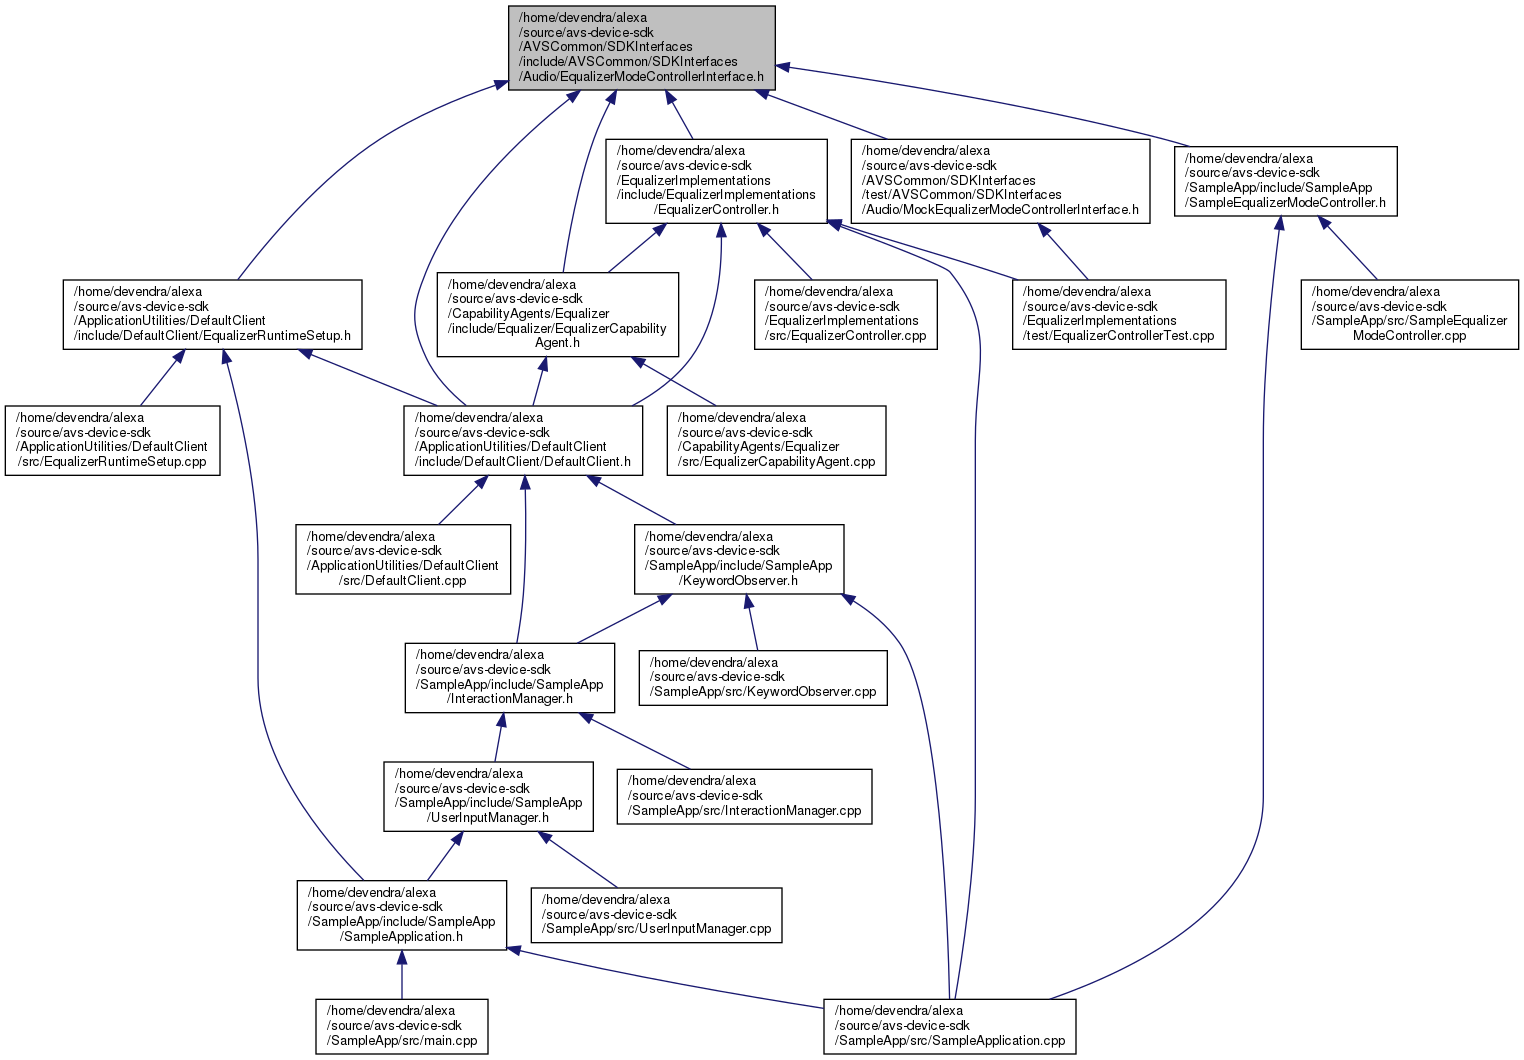 /home/devendra/alexa
/source/avs-device-sdk
/AVSCommon/SDKInterfaces
/include/AVSCommon/SDKInterfaces
/Audio/EqualizerModeControllerInterface.h
/home/devendra/alexa
/source/avs-device-sdk
/EqualizerImplementations
/include/EqualizerImplementations
/EqualizerController.h
/home/devendra/alexa
/source/avs-device-sdk
/AVSCommon/SDKInterfaces
/test/AVSCommon/SDKInterfaces
/Audio/MockEqualizerModeControllerInterface.h
/home/devendra/alexa
/source/avs-device-sdk
/SampleApp/include/SampleApp
/SampleEqualizerModeController.h
/home/devendra/alexa
/source/avs-device-sdk
/ApplicationUtilities/DefaultClient
/include/DefaultClient/EqualizerRuntimeSetup.h
/home/devendra/alexa
/source/avs-device-sdk
/CapabilityAgents/Equalizer
/include/Equalizer/EqualizerCapability
Agent.h
/home/devendra/alexa
/source/avs-device-sdk
/EqualizerImplementations
/src/EqualizerController.cpp
/home/devendra/alexa
/source/avs-device-sdk
/EqualizerImplementations
/test/EqualizerControllerTest.cpp
/home/devendra/alexa
/source/avs-device-sdk
/SampleApp/src/SampleEqualizer
ModeController.cpp
/home/devendra/alexa
/source/avs-device-sdk
/ApplicationUtilities/DefaultClient
/src/EqualizerRuntimeSetup.cpp
/home/devendra/alexa
/source/avs-device-sdk
/ApplicationUtilities/DefaultClient
/include/DefaultClient/DefaultClient.h
/home/devendra/alexa
/source/avs-device-sdk
/CapabilityAgents/Equalizer
/src/EqualizerCapabilityAgent.cpp
/home/devendra/alexa
/source/avs-device-sdk
/ApplicationUtilities/DefaultClient
/src/DefaultClient.cpp
/home/devendra/alexa
/source/avs-device-sdk
/SampleApp/include/SampleApp
/KeywordObserver.h
/home/devendra/alexa
/source/avs-device-sdk
/SampleApp/include/SampleApp
/InteractionManager.h
/home/devendra/alexa
/source/avs-device-sdk
/SampleApp/src/KeywordObserver.cpp
/home/devendra/alexa
/source/avs-device-sdk
/SampleApp/include/SampleApp
/UserInputManager.h
/home/devendra/alexa
/source/avs-device-sdk
/SampleApp/src/InteractionManager.cpp
/home/devendra/alexa
/source/avs-device-sdk
/SampleApp/include/SampleApp
/SampleApplication.h
/home/devendra/alexa
/source/avs-device-sdk
/SampleApp/src/UserInputManager.cpp
/home/devendra/alexa
/source/avs-device-sdk
/SampleApp/src/main.cpp
/home/devendra/alexa
/source/avs-device-sdk
/SampleApp/src/SampleApplication.cpp